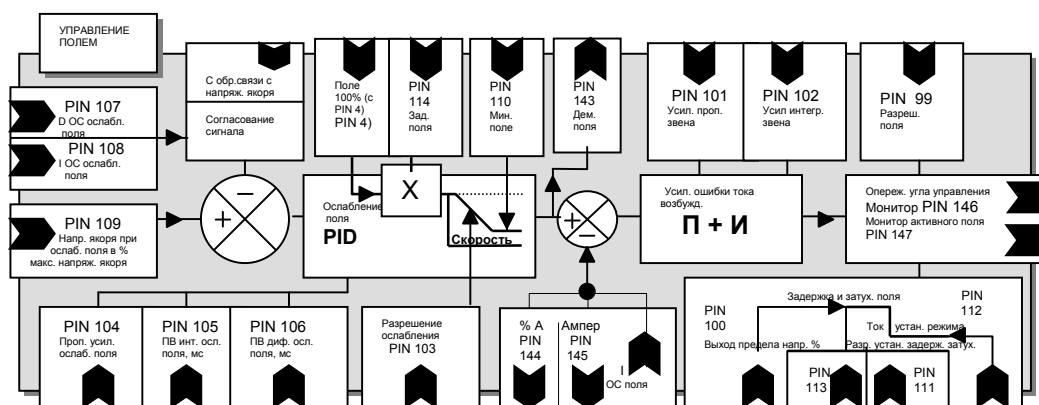 УПРАВЛЕНИЕ
ПОЛЕМ
PIN 107
D ОС ослабл.
поля
PIN 108
I ОС ослабл.
поля
PIN 109
Напр. якоря при
ослаб. поля в %
макс. напряж. якоря
С обр.связи с
напряж. якоря
Согласование
сигнала
Поле
100% (с
PIN 4)
PIN 4)
PIN
114
Зад.
поля
PIN
110
Мин.
поле
PIN
143
Дем.
поля
PIN 101
Усил. проп.
звена
PIN 102
Усил интегр.
звена
PIN 99
Разреш.
поля
−
+
Ослабление
поля
PID
X
Скорость
+
−
Усил. ошибки тока
возбужд.
П + И
Опереж. угла управления
Монитор PIN 146
Монитор активного поля
PIN 147
PIN 104
Проп. усил.
ослаб. поля
PIN 105
ПВ инт. осл.
поля, мс
PIN 106
ПВ диф. осл.
поля, мс
Разрешение
ослабления
PIN 103
% А
PIN
144
Ампер
PIN
145
I
ОС поля
PIN
100
Выход предела напр. %
Задержка и затух. поля
PIN
112
Ток устан. режима
Разр. устан. задерж. затух.
PIN
113
PIN
111